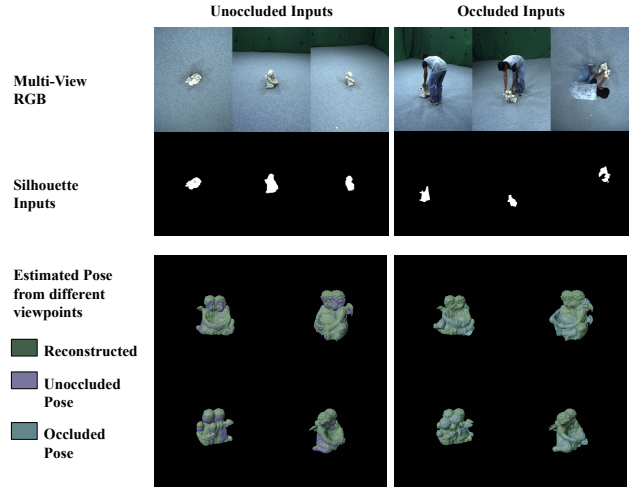 Unoccluded Inputs
Occluded Inputs
Multi-View
RGB
Silhouette
Inputs
Estimated Pose
from different
viewpoints
Reconstructed
Unoccluded
Pose
Occluded
Pose